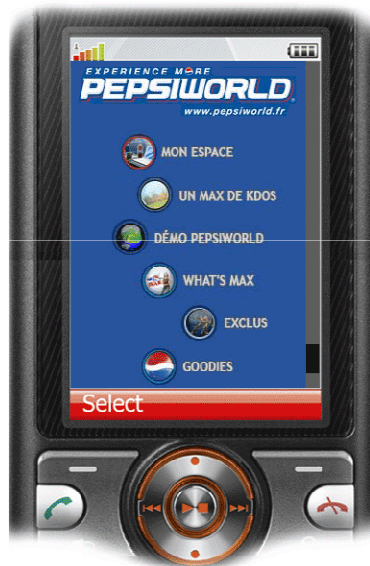 EXPERIENCE MORE
PEPSIWORLD
www.pepsiworld.fr
MON ESPACE
UN MAX DE KDOS
DÉMO PEPSIWORLD
WHAT'S MAX
EXCLUS
GOODIES
Select